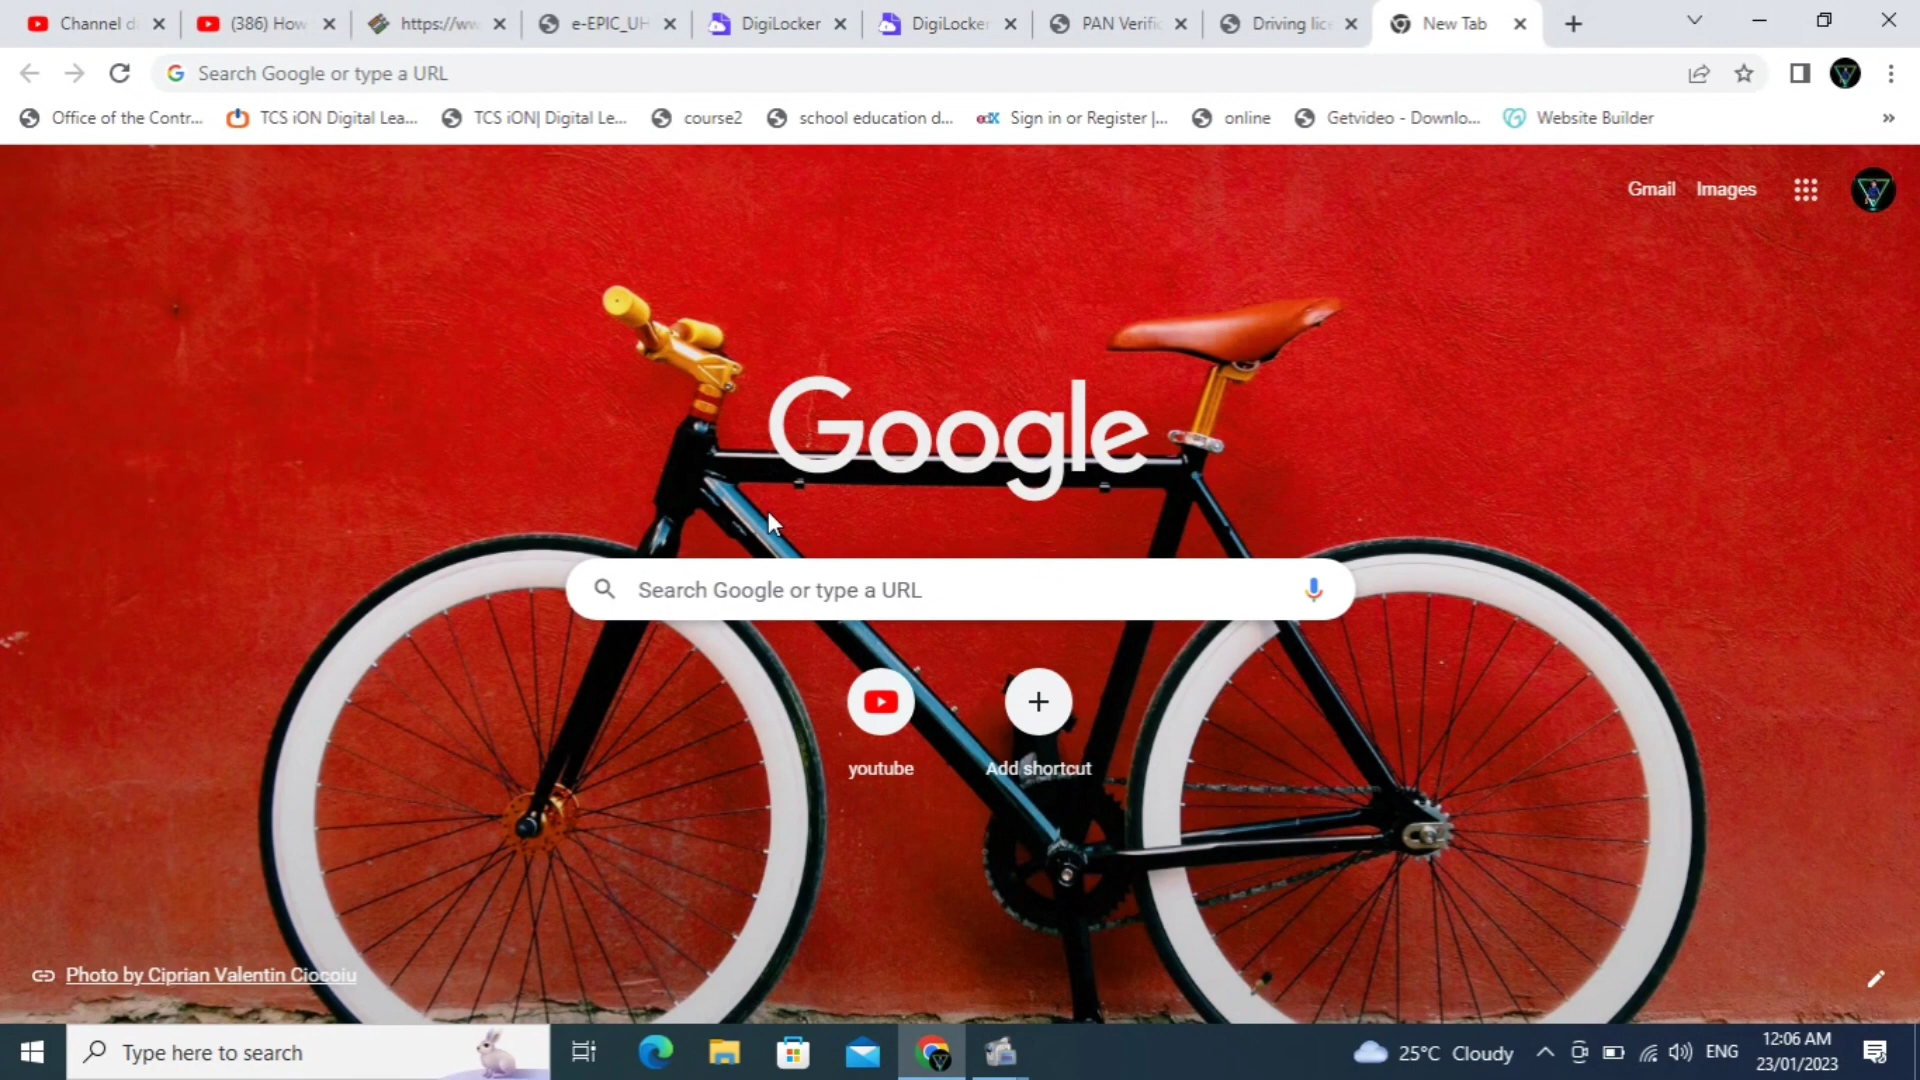 Channel d
(386) How
https://ww
e-EPIC_UH
DigiLocker
DigiLocker
PAN Verific
Driving lice
New Tab
Search Google or type a URL
Office of the Contr...
TCS iON Digital Lea...
TCS iON| Digital Le...
course2
school education d...
edX Sign in or Register |...
online
Getvideo - Downlo...
Website Builder
»
Gmail
Images
Google
Search Google or type a URL
youtube
Add shortcut
Photo by Ciprian Valentin Ciocoiu
Type here to search
25°C Cloudy
ENG
12:06 AM
23/01/2023